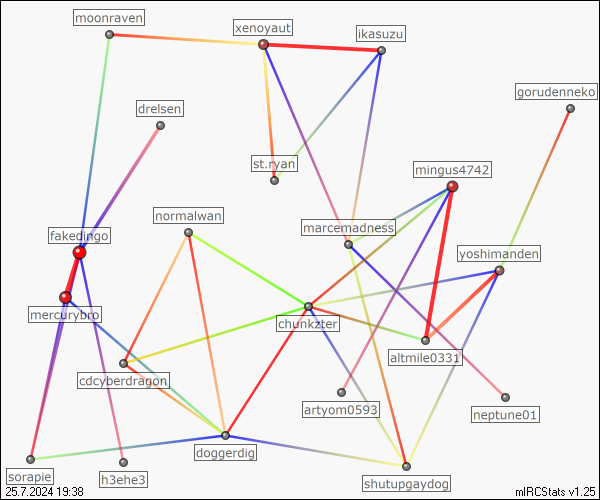 moonraven
xenoyaut
ikasuzu
gorudenneko
drelsen
st.ryan
mingus4742
normalwan
marcemadness
fakedingo
yoshimanden
mercurybro
chunkzter
altmile0331
cdcyberdragon
artyom0593
neptune01
doggerdig
sorapie
h3ehe3
shutupgaydog
25.7.2024 19:38
mIRCStats v1.25